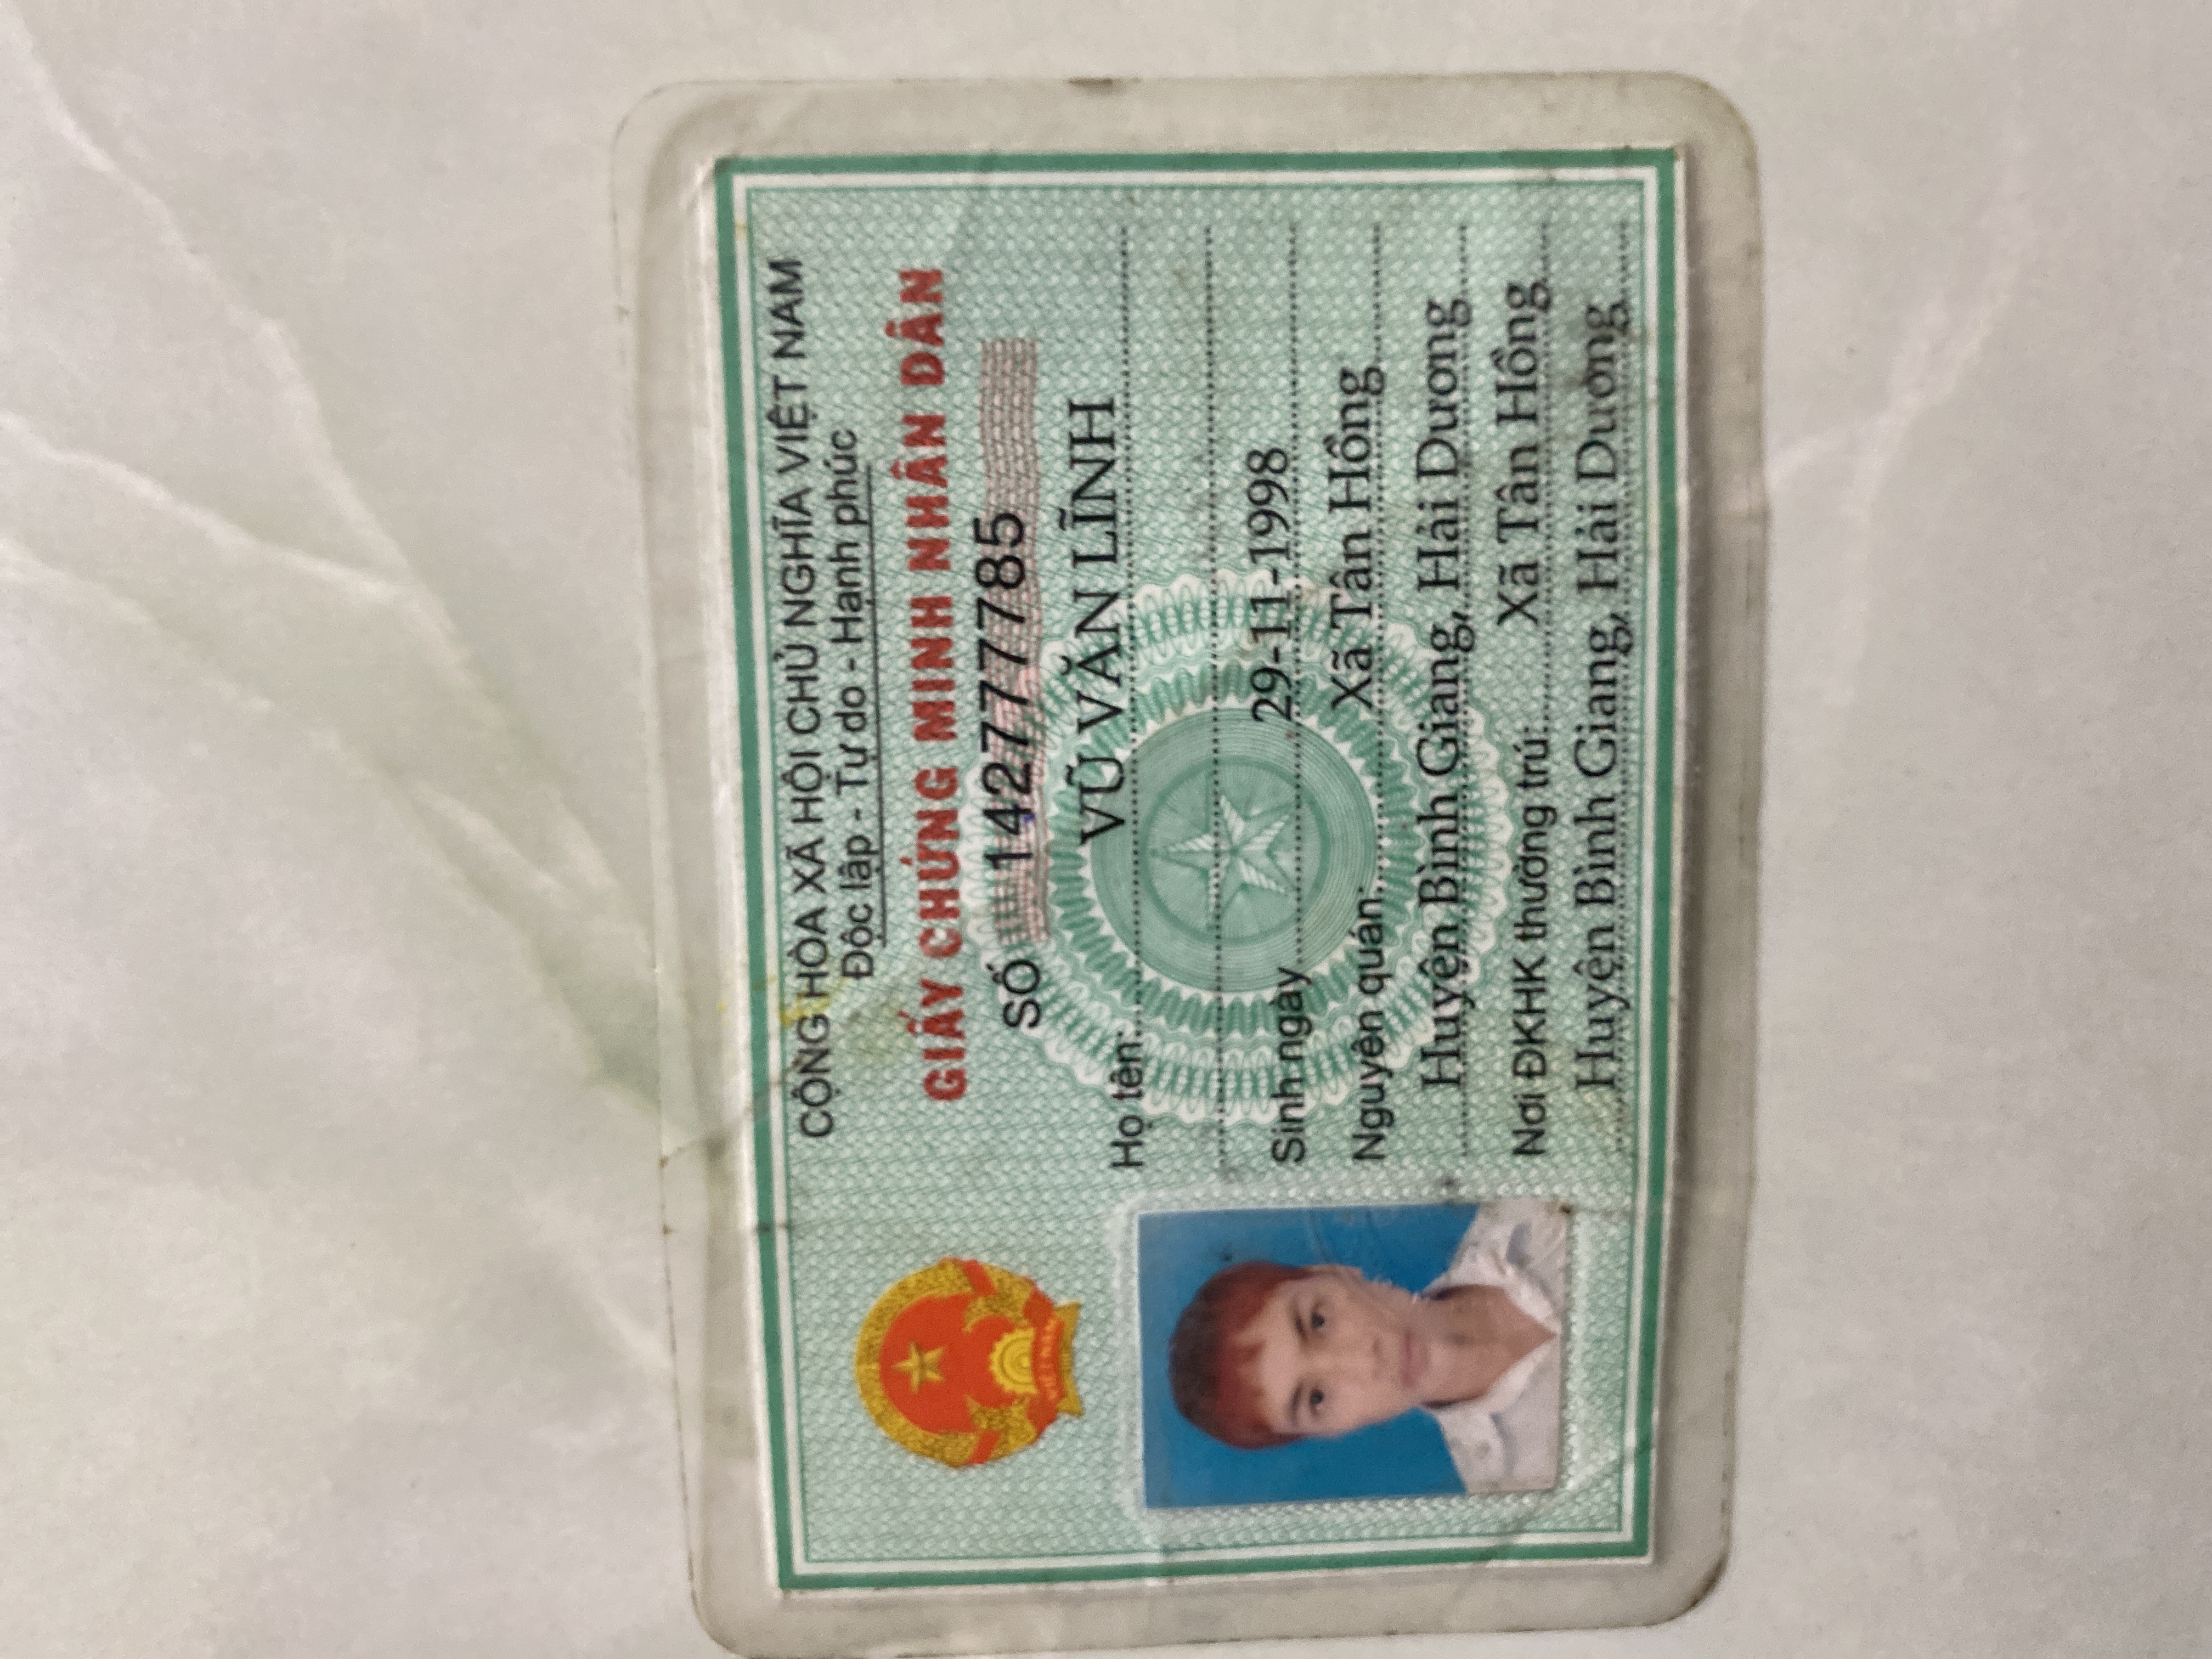 CỘNG HÒA XÃ HỘI CHỦ NGHĨA VIỆT NAM
Độc lập - Tự do - Hạnh phúc
GIẤY CHỨNG MINH NHÂN DÂN
SỐ 142777785
Họ tên: VŨ VĂN LĨNH
Sinh ngày 29-11-1998
Nguyên quán: Xã Tân Hồng
Huyện Bình Giang, Hải Dương
Nơi ĐKHK thường trú: Xã Tân Hồng
Huyện Bình Giang, Hải Dương
VIỆT NAM